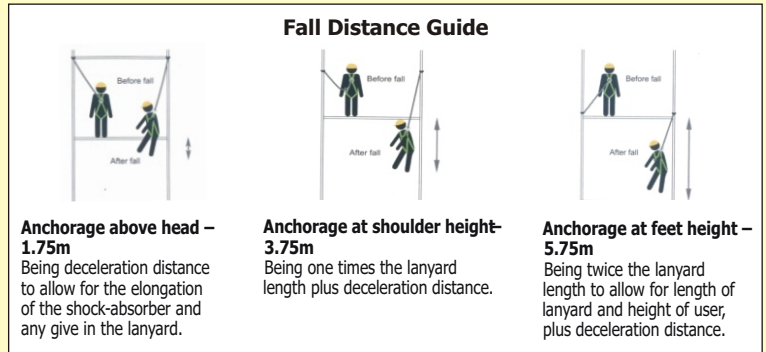 Fall Distance Guide
Before fall
After fall
Before fall
After fall
Before fall
After fall
Anchorage above head –
1.75m
Being deceleration distance
to allow for the elongation
of the shock-absorber and
any give in the lanyard.
Anchorage at shoulder height–
3.75m
Being one times the lanyard
length plus deceleration distance.
Anchorage at feet height –
5.75m
Being twice the lanyard
length to allow for length of
lanyard and height of user,
plus deceleration distance.